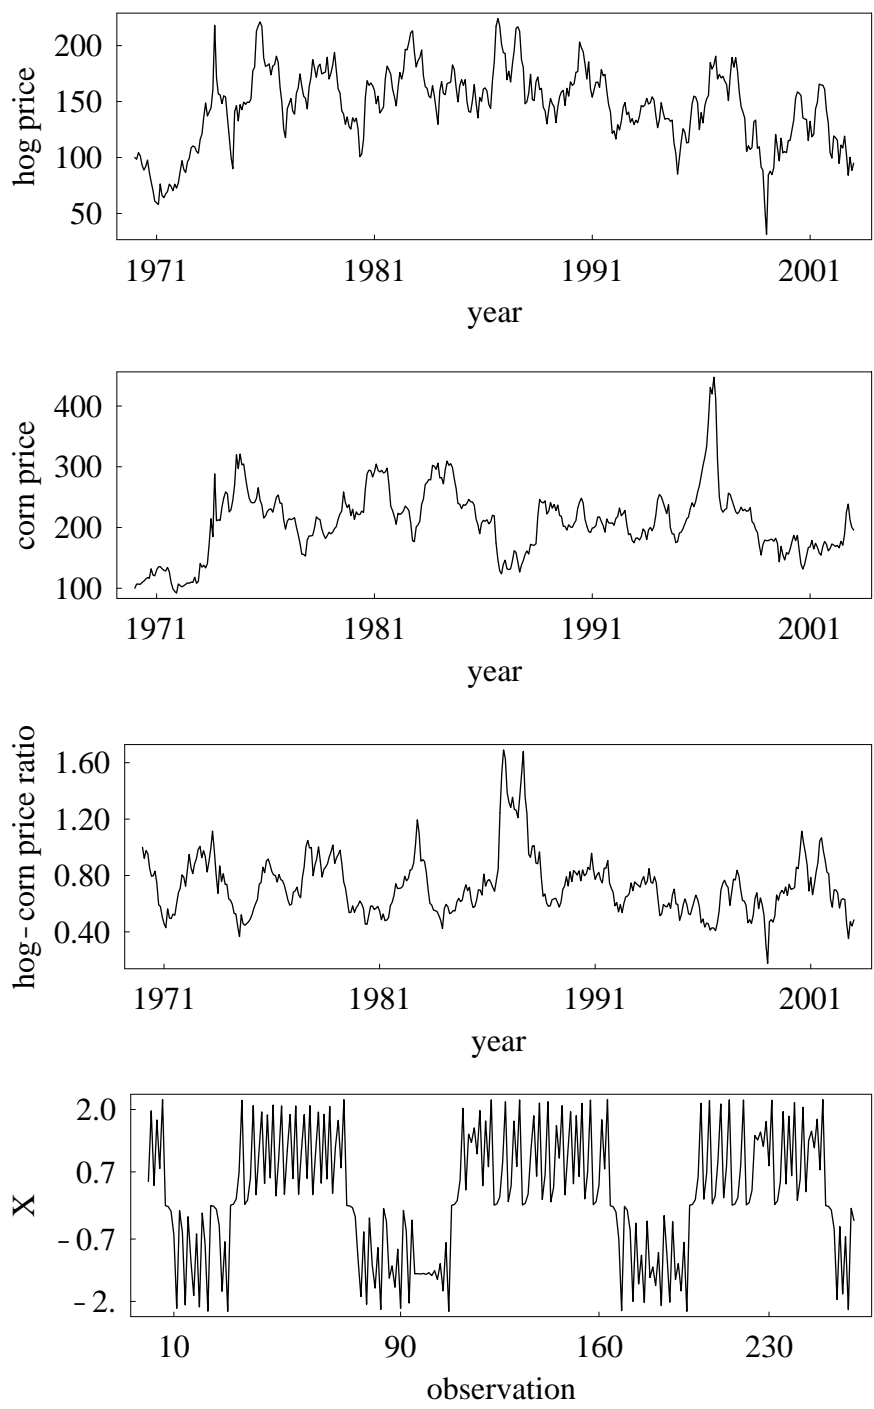 hog price
200
150
100
50
1971 1981 1991 2001
year
corn price
400
300
200
100
1971 1981 1991 2001
year
hog - corn price ratio
1.60
1.20
0.80
0.40
1971 1981 1991 2001
year
X
2.0
0.7
-0.7
-2.
10 90 160 230
observation